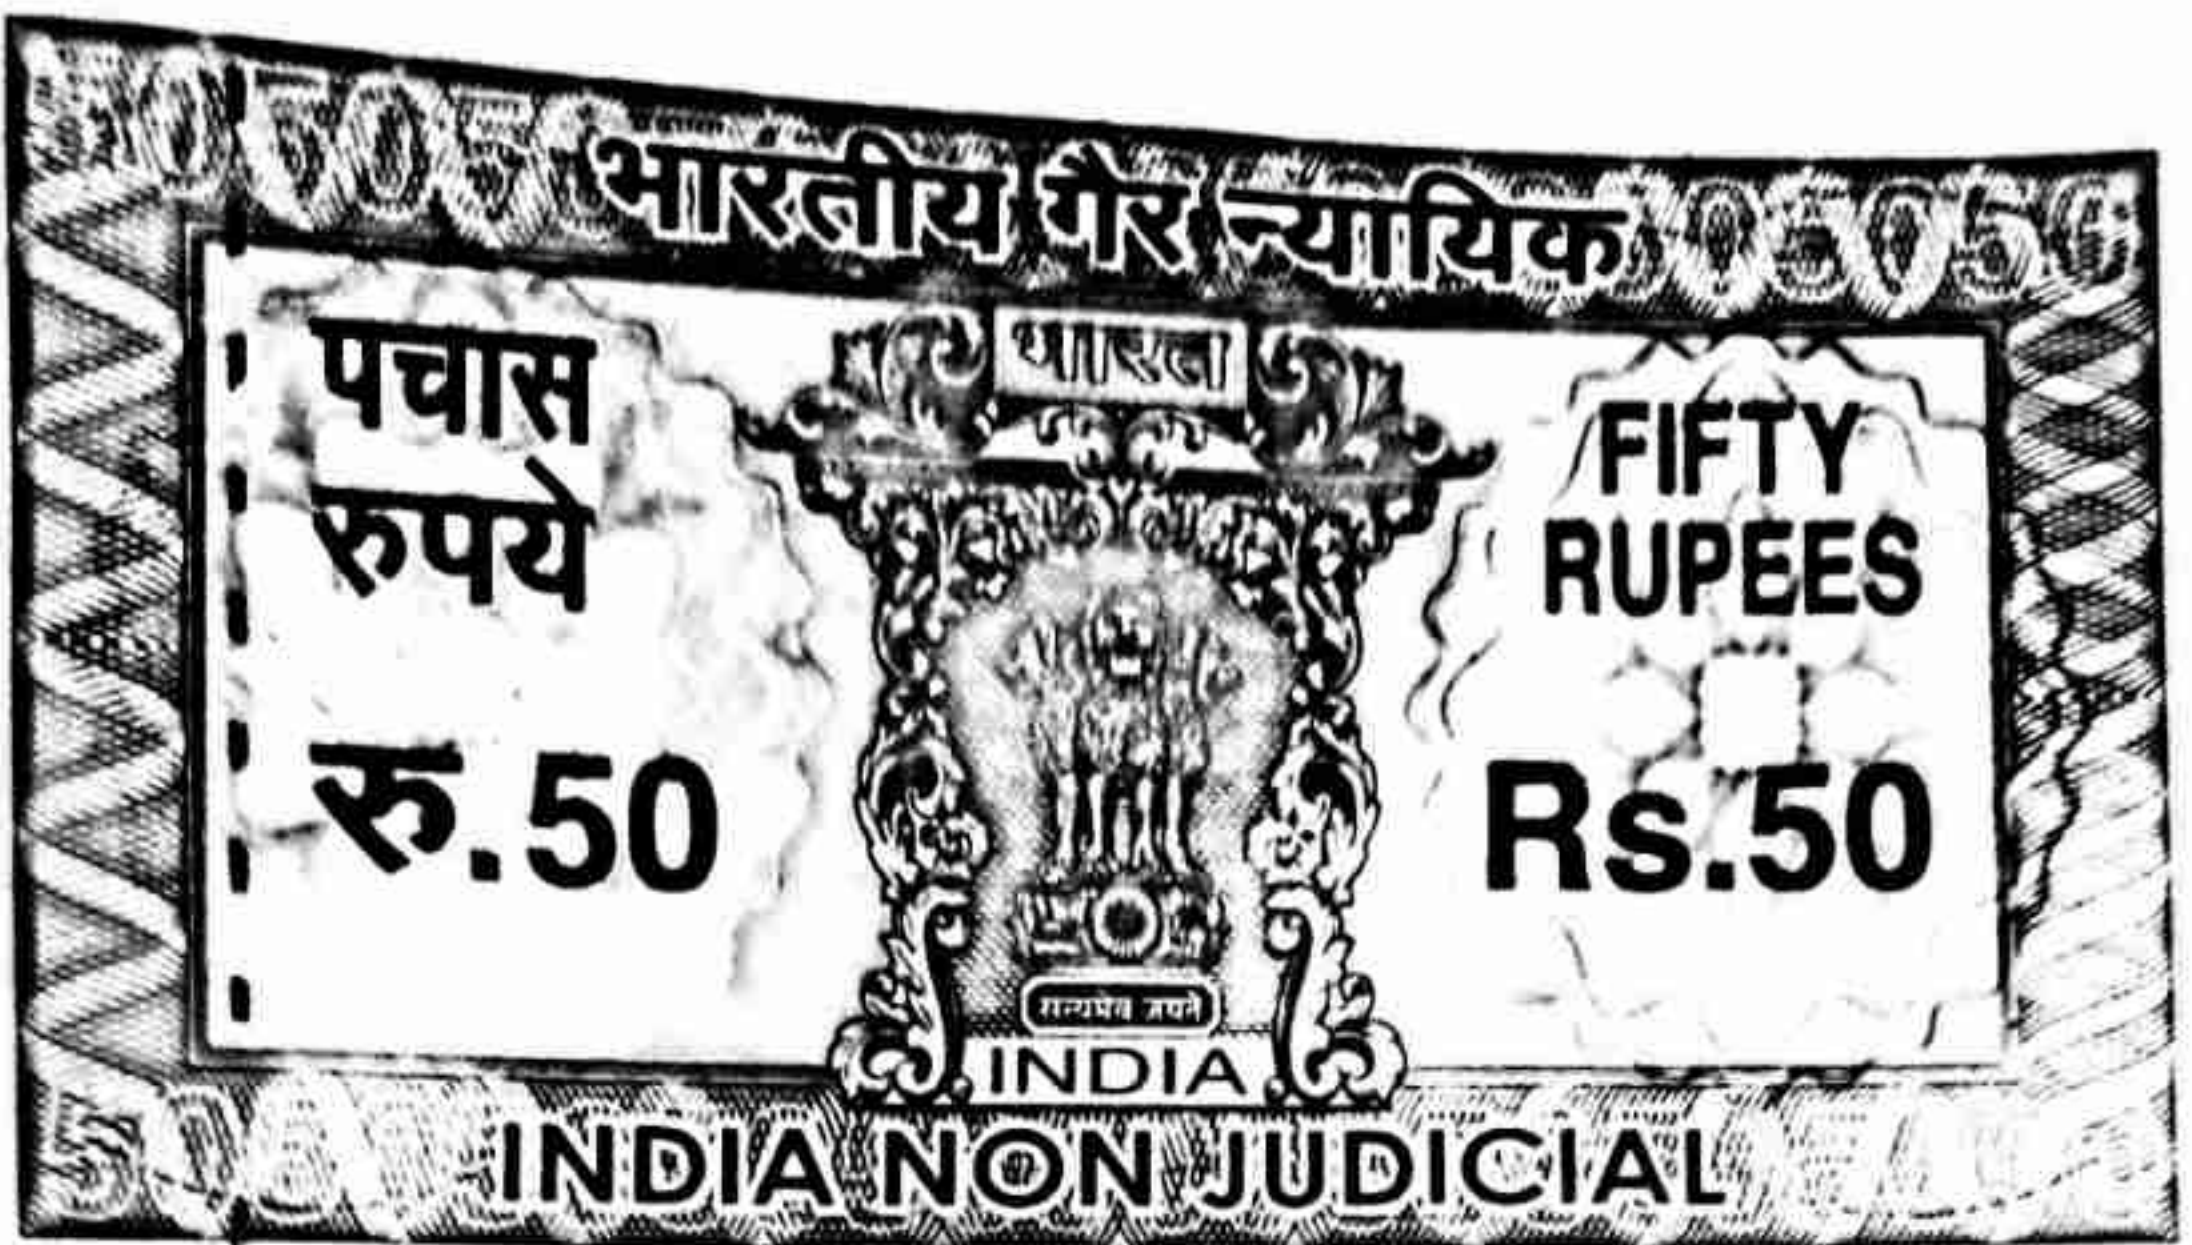 भारतीय गैर न्यायिक
भारत
पचास
रुपये
FIFTY
RUPEES
रु.50
Rs.50
सत्यमेव जयते
INDIA
INDIA NON JUDICIAL